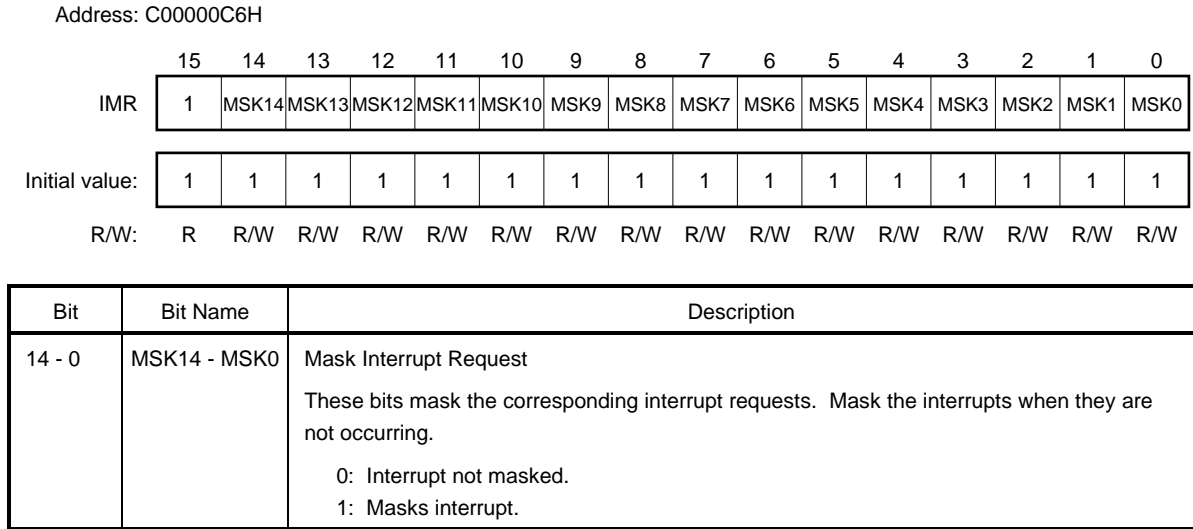 Address: C00000C6H
15 14 13 12 11 10 9 8 7 6 5 4 3 2 1 0
IMR 1 MSK14 MSK13 MSK12 MSK11 MSK10 MSK9 MSK8 MSK7 MSK6 MSK5 MSK4 MSK3 MSK2 MSK1 MSK0
Initial value: 1 1 1 1 1 1 1 1 1 1 1 1 1 1 1 1
R/W: R R/W R/W R/W R/W R/W R/W R/W R/W R/W R/W R/W R/W R/W R/W R/W
Bit Bit Name Description
14 - 0 MSK14 - MSK0 Mask Interrupt Request
These bits mask the corresponding interrupt requests. Mask the interrupts when they are
not occurring.
0: Interrupt not masked.
1: Masks interrupt.